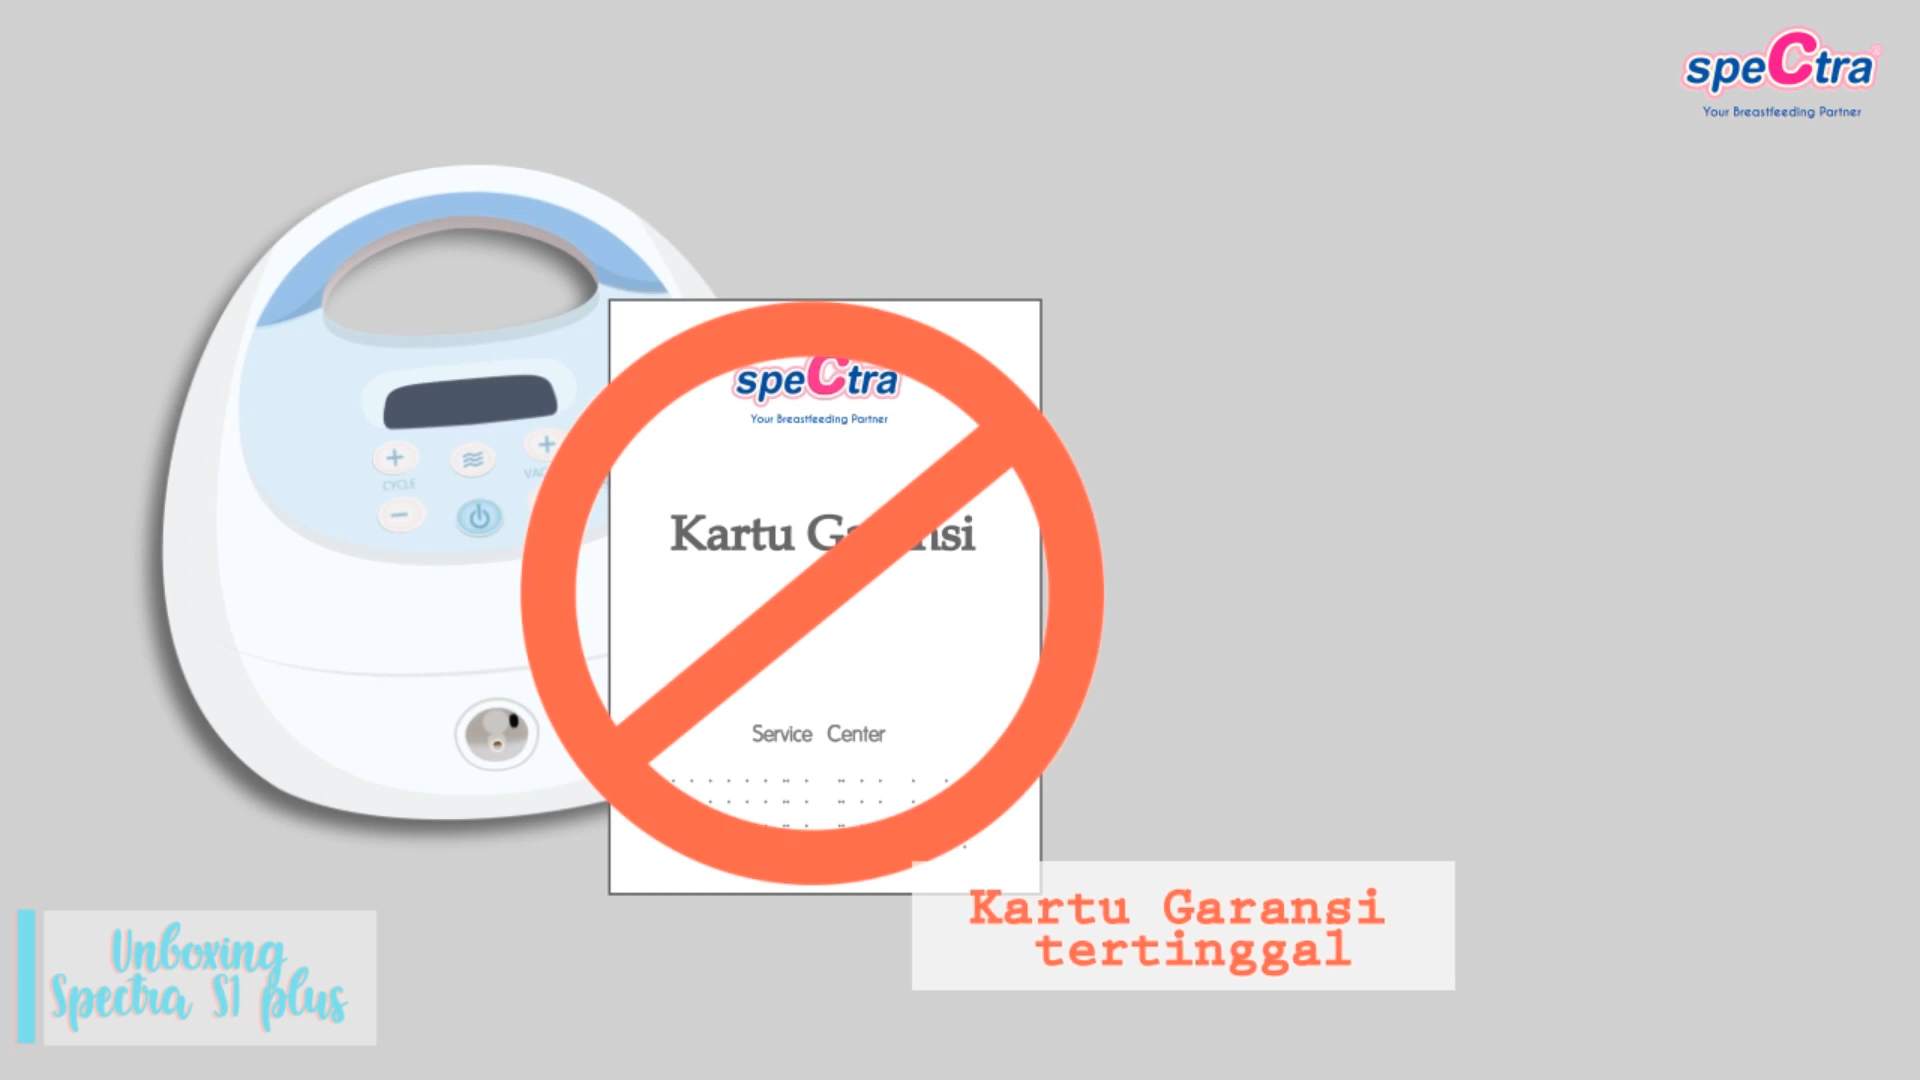 speCtra
Your Breastfeeding Partner
CYCLE
speCtra
Your Breastfeeding Partner
Kartu Garansi
Service Center
Kartu Garansi
tertinggal
Unboxing
Spectra S1 plus